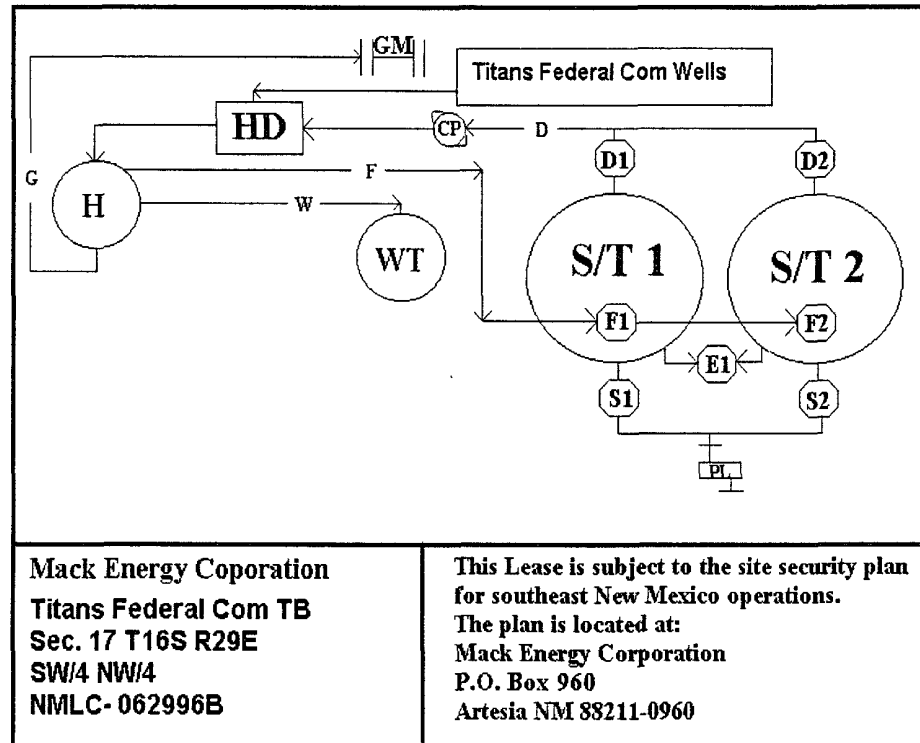 GM
Titans Federal Com Wells
HD
CP
D
D1
D2
G
F
H
W
WT
S/T 1
S/T 2
F1
F2
E1
S1
S2
PL
Mack Energy Coporation
Titans Federal Com TB
Sec. 17 T16S R29E
SW/4 NW/4
NMLC- 062996B
This Lease is subject to the site security plan
for southeast New Mexico operations.
The plan is located at:
Mack Energy Corporation
P.O. Box 960
Artesia NM 88211-0960